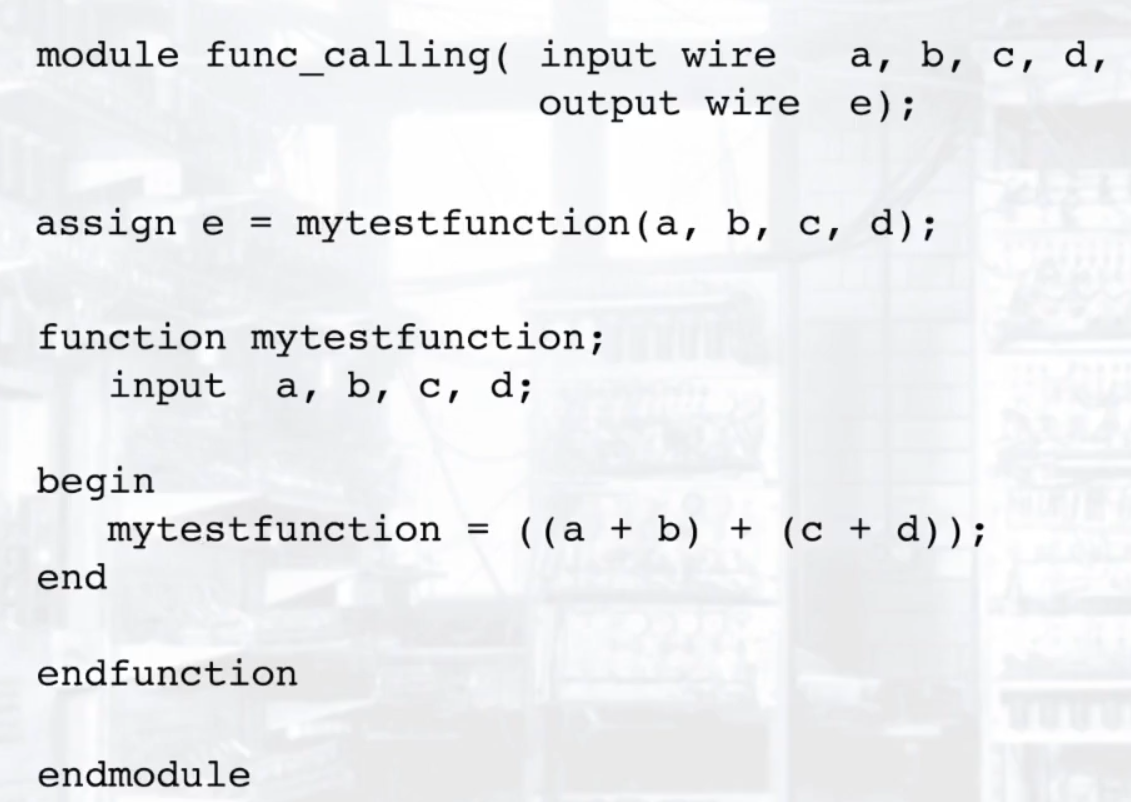 module func_calling( input wire a, b, c, d,
output wire e);
assign e = mytestfunction(a, b, c, d);
function mytestfunction;
input a, b, c, d;
begin
mytestfunction = ((a + b) + (c + d));
end
endfunction
endmodule